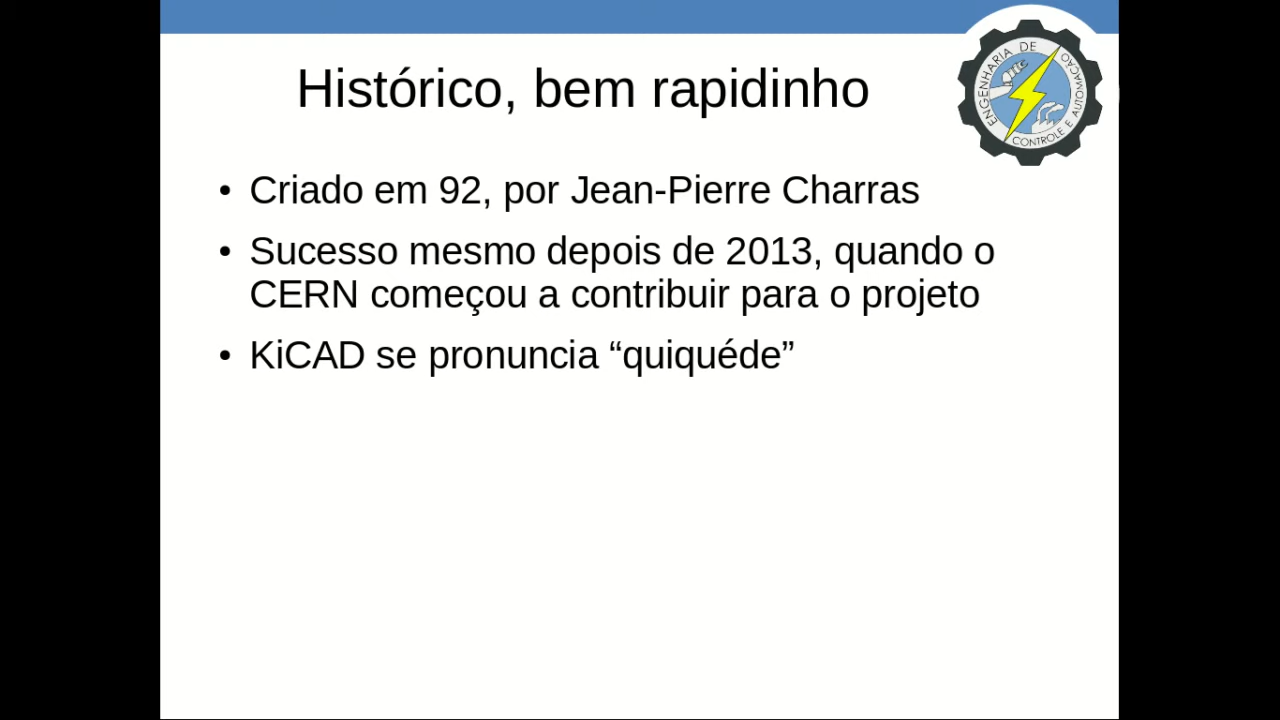 Histórico, bem rapidinho
ENGENHARIA DE
CONTROLE E AUTOMAÇÃO
• Criado em 92, por Jean-Pierre Charras
• Sucesso mesmo depois de 2013, quando o
CERN começou a contribuir para o projeto
• KiCAD se pronuncia “quiquéde”